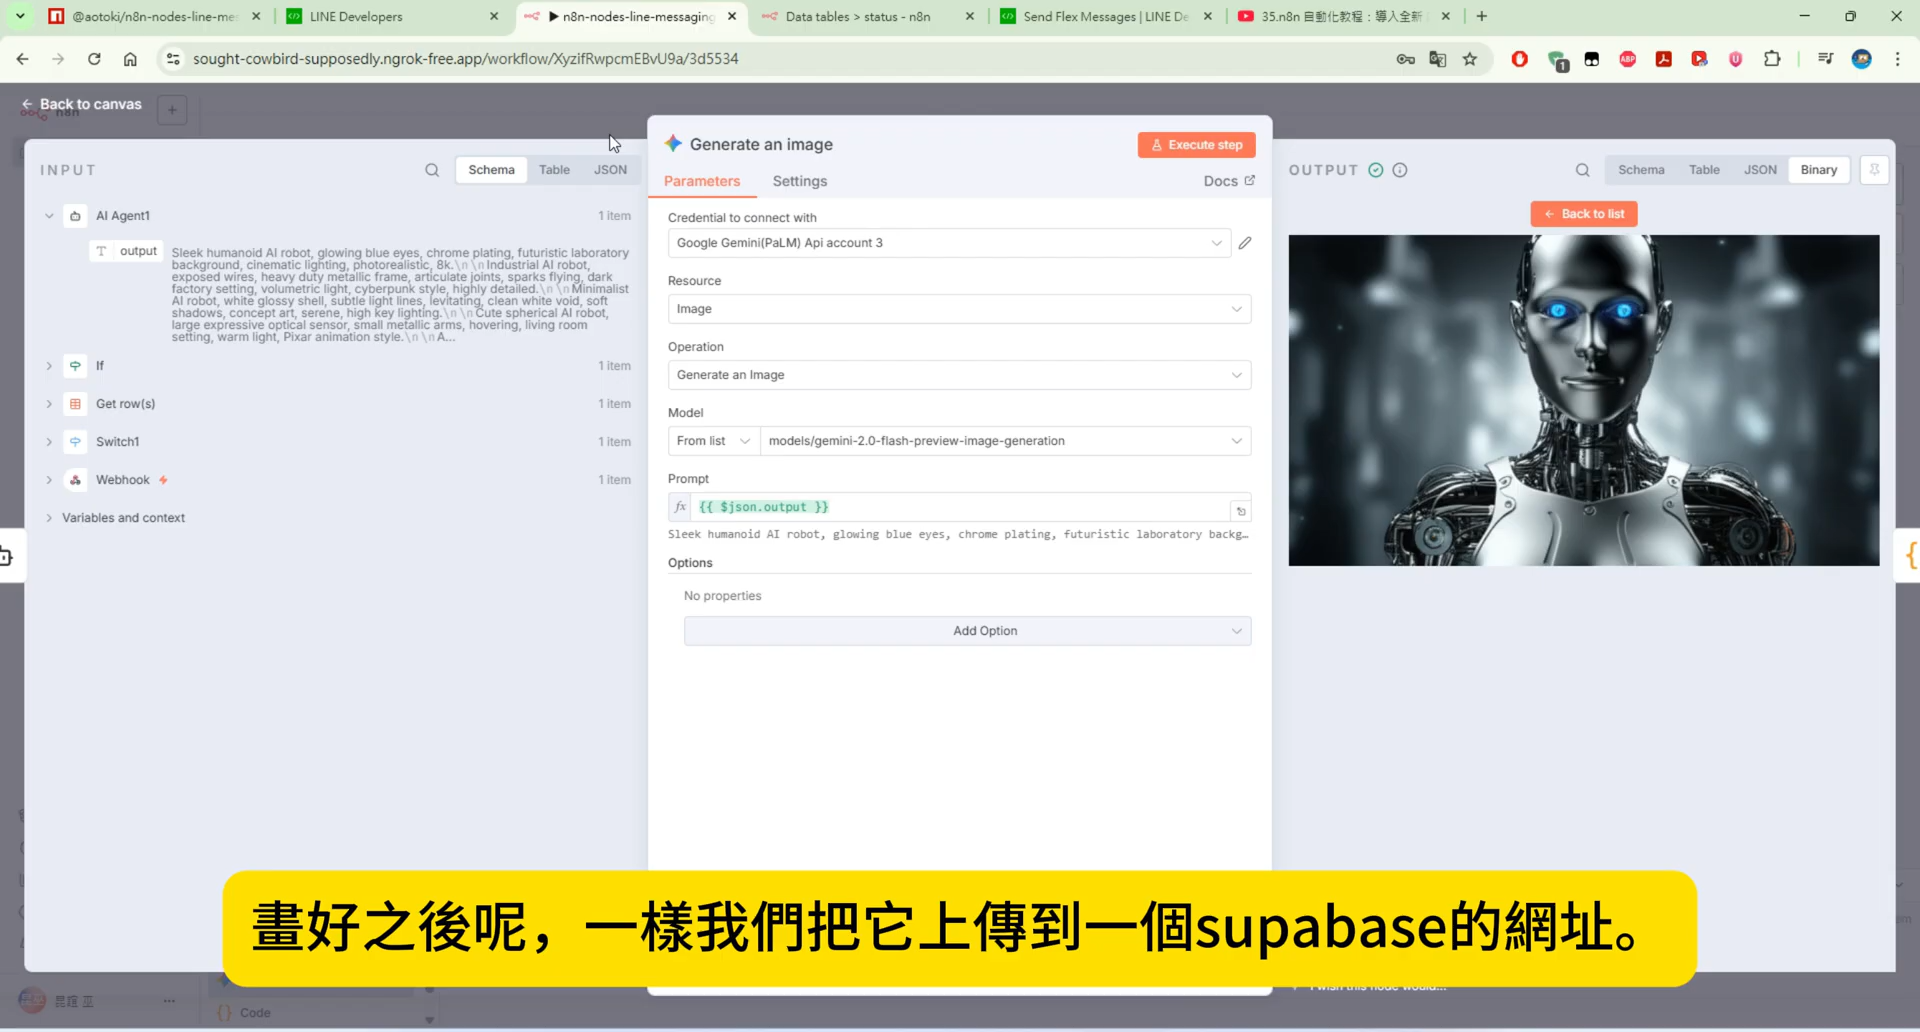 @aotoki/n8n-nodes-line-me
LINE Developers
▶ n8n-nodes-line-messaging
Data tables > status - n8n
Send Flex Messages | LINE De
35.n8n 自動化教程：導入全新
sought-cowbird-supposedly.ngrok-free.app/workflow/XyzifRwpcmEBvU9a/3d5534
1
ABP
← Back to canvas
n8n
INPUT
Schema
Table
JSON
AI Agent1
1 item
T output
Sleek humanoid AI robot, glowing blue eyes, chrome plating, futuristic laboratory
background, cinematic lighting, photorealistic, 8k.\n\nIndustrial AI robot,
exposed wires, heavy duty metallic frame, articulate joints, sparks flying, dark
factory setting, volumetric light, cyberpunk style, highly detailed.\n\nMinimalist
AI robot, white glossy shell, subtle light lines, levitating, clean white void, soft
shadows, concept art, serene, high key lighting.\n\nCute spherical AI robot,
large expressive optical sensor, small metallic arms, hovering, living room
setting, warm light, Pixar animation style.\n\nA...
If
1 item
Get row(s)
1 item
Switch1
1 item
Webhook
1 item
Variables and context
Generate an image
Execute step
Parameters
Settings
Docs
Credential to connect with
Google Gemini(PaLM) Api account 3
Resource
Image
Operation
Generate an Image
Model
From list
models/gemini-2.0-flash-preview-image-generation
Prompt
fx {{ $json.output }}
Sleek humanoid AI robot, glowing blue eyes, chrome plating, futuristic laboratory backg…
Options
No properties
Add Option
OUTPUT
Schema
Table
JSON
Binary
← Back to list
畫好之後呢，一樣我們把它上傳到一個supabase的網址。
I wish this node would...
Code